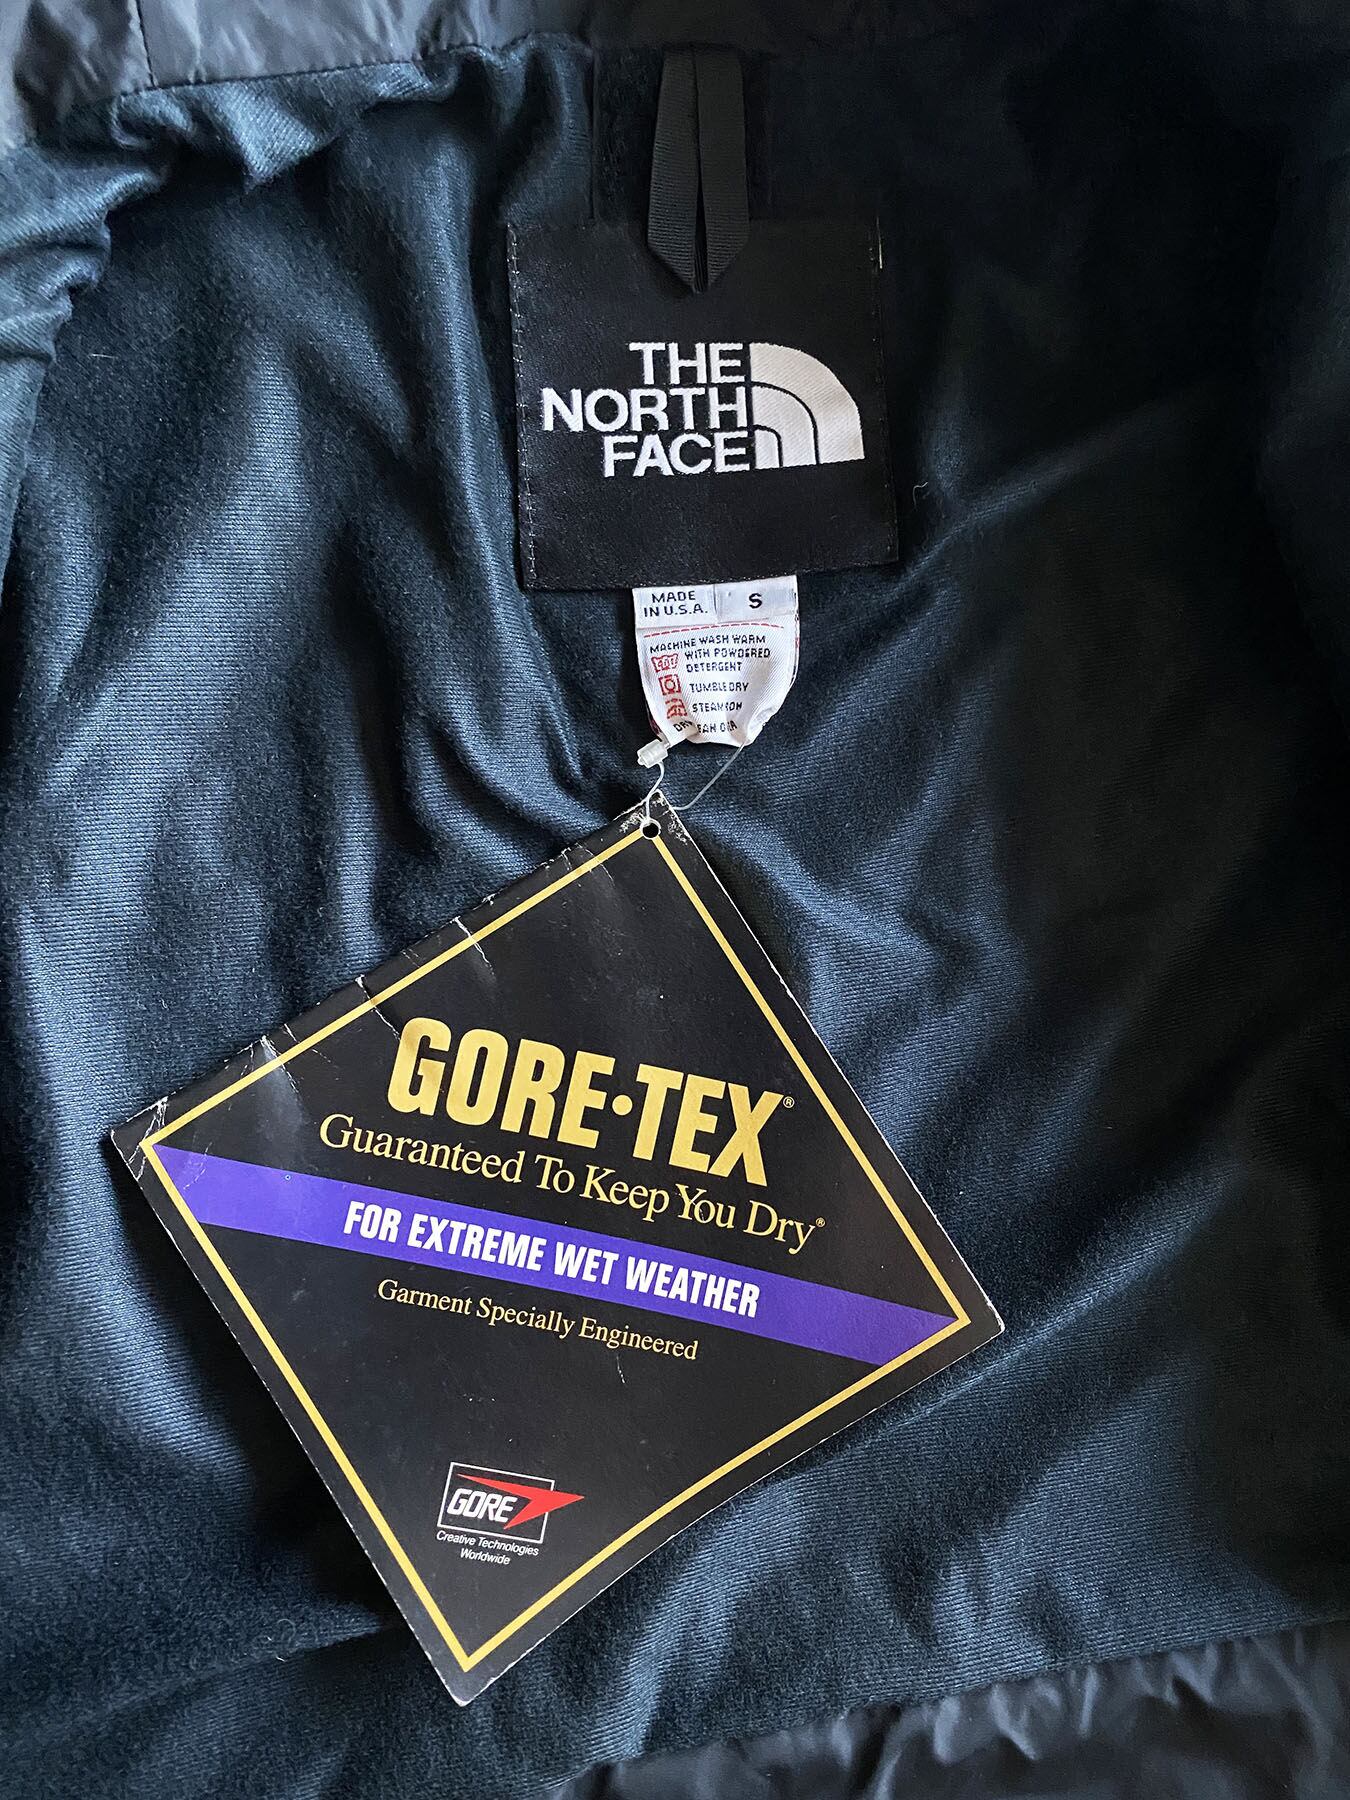 THE
NORTH
FACE
MADE
IN U.S.A.
S
MACHINE WASH WARM
WITH POWDERED
DETERGENT
TUMBLE DRY
GORE·TEX®
Guaranteed To Keep You Dry®
FOR EXTREME WET WEATHER
Garment Specially Engineered
GORE
Creative Technologies
Worldwide